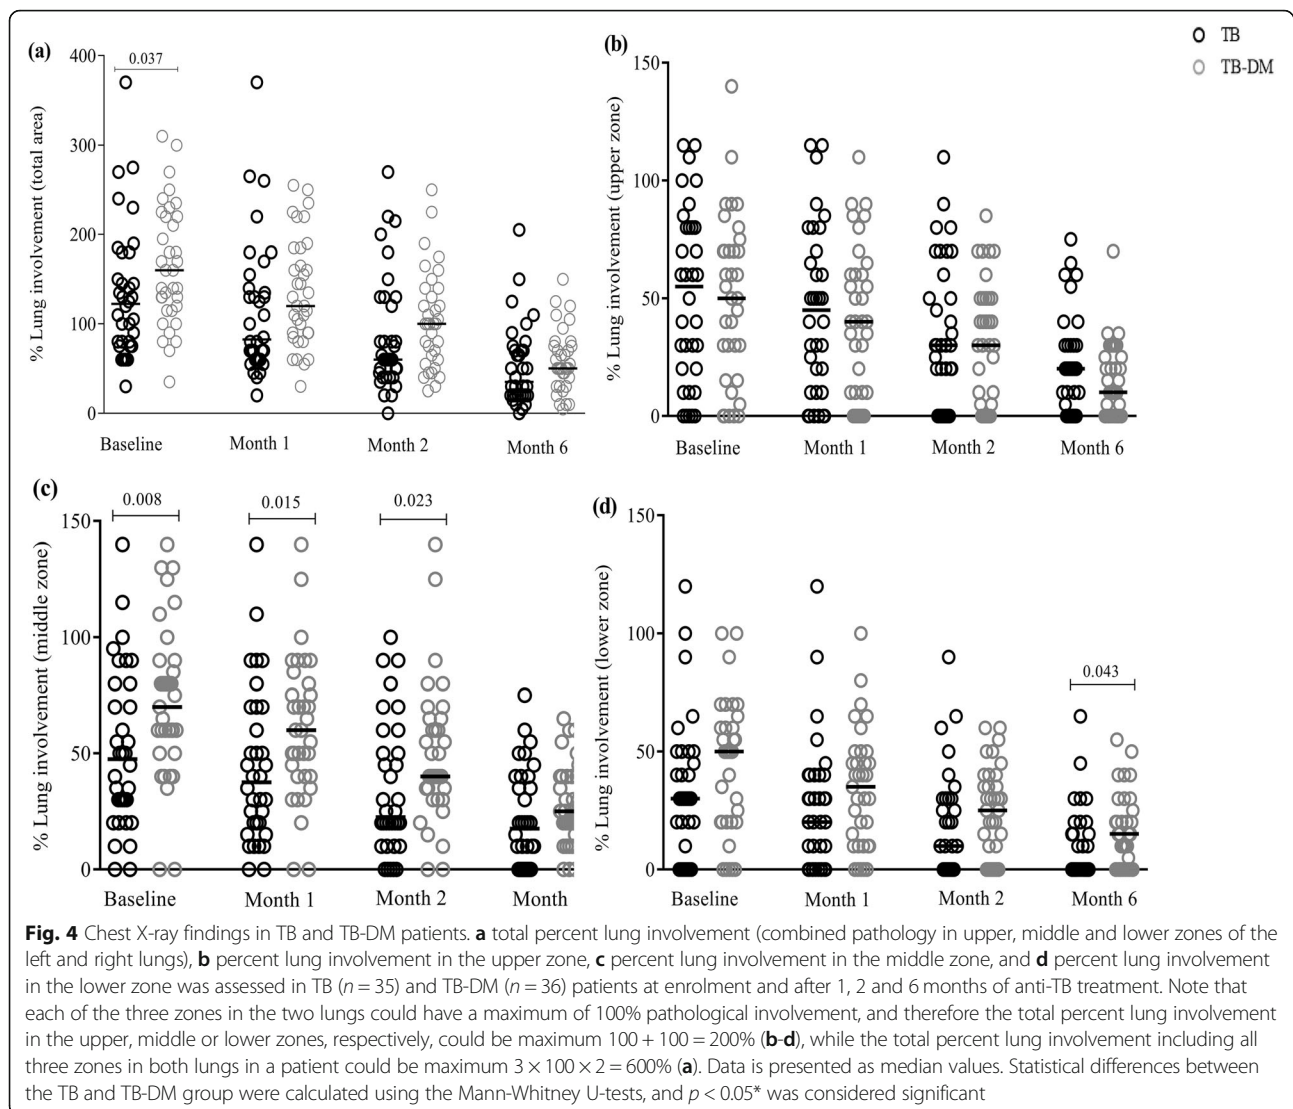 (a)
0.037
400
300
200
100
0
% Lung involvement (total area)
Baseline
Month 1
Month 2
Month 6
(b)
TB
TB-DM
150
100
50
0
% Lung involvement (upper zone)
Baseline
Month 1
Month 2
Month 6
(c)
0.008
0.015
0.023
150
100
50
0
% Lung involvement (middle zone)
Baseline
Month 1
Month 2
Month
(d)
0.043
150
100
50
0
% Lung involvement (lower zone)
Baseline
Month 1
Month 2
Month 6
Fig. 4 Chest X-ray findings in TB and TB-DM patients. a total percent lung involvement (combined pathology in upper, middle and lower zones of the
left and right lungs), b percent lung involvement in the upper zone, c percent lung involvement in the middle zone, and d percent lung involvement
in the lower zone was assessed in TB (n = 35) and TB-DM (n = 36) patients at enrolment and after 1, 2 and 6 months of anti-TB treatment. Note that
each of the three zones in the two lungs could have a maximum of 100% pathological involvement, and therefore the total percent lung involvement
in the upper, middle or lower zones, respectively, could be maximum 100 + 100 = 200% (b-d), while the total percent lung involvement including all
three zones in both lungs in a patient could be maximum 3 × 100 × 2 = 600% (a). Data is presented as median values. Statistical differences between
the TB and TB-DM group were calculated using the Mann-Whitney U-tests, and p < 0.05* was considered significant